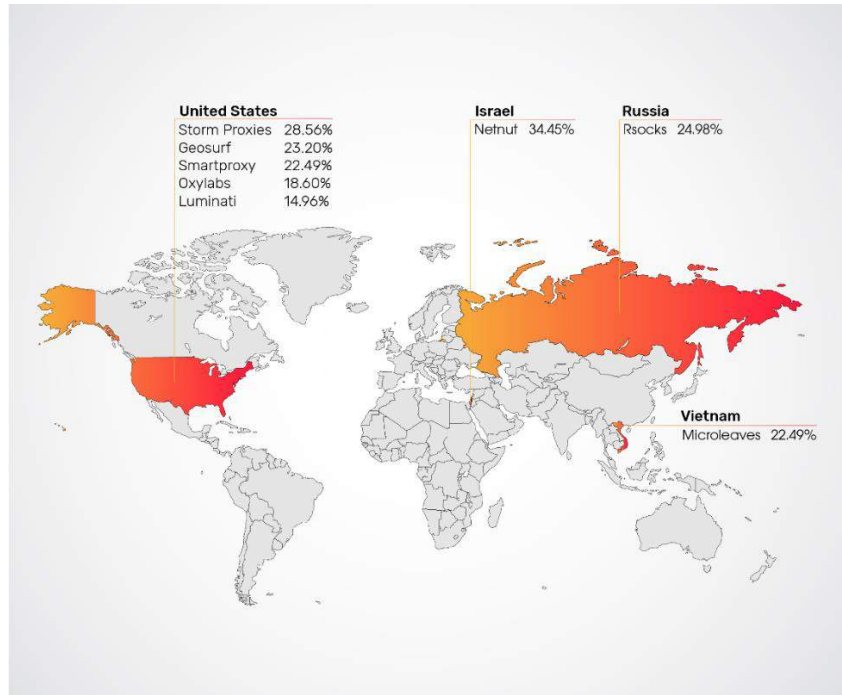 United States
Storm Proxies 28.56%
Geosurf 23.20%
Smartproxy 22.49%
Oxylabs 18.60%
Luminati 14.96%
Israel
Netnut 34.45%
Russia
Rsocks 24.98%
Vietnam
Microleaves 22.49%